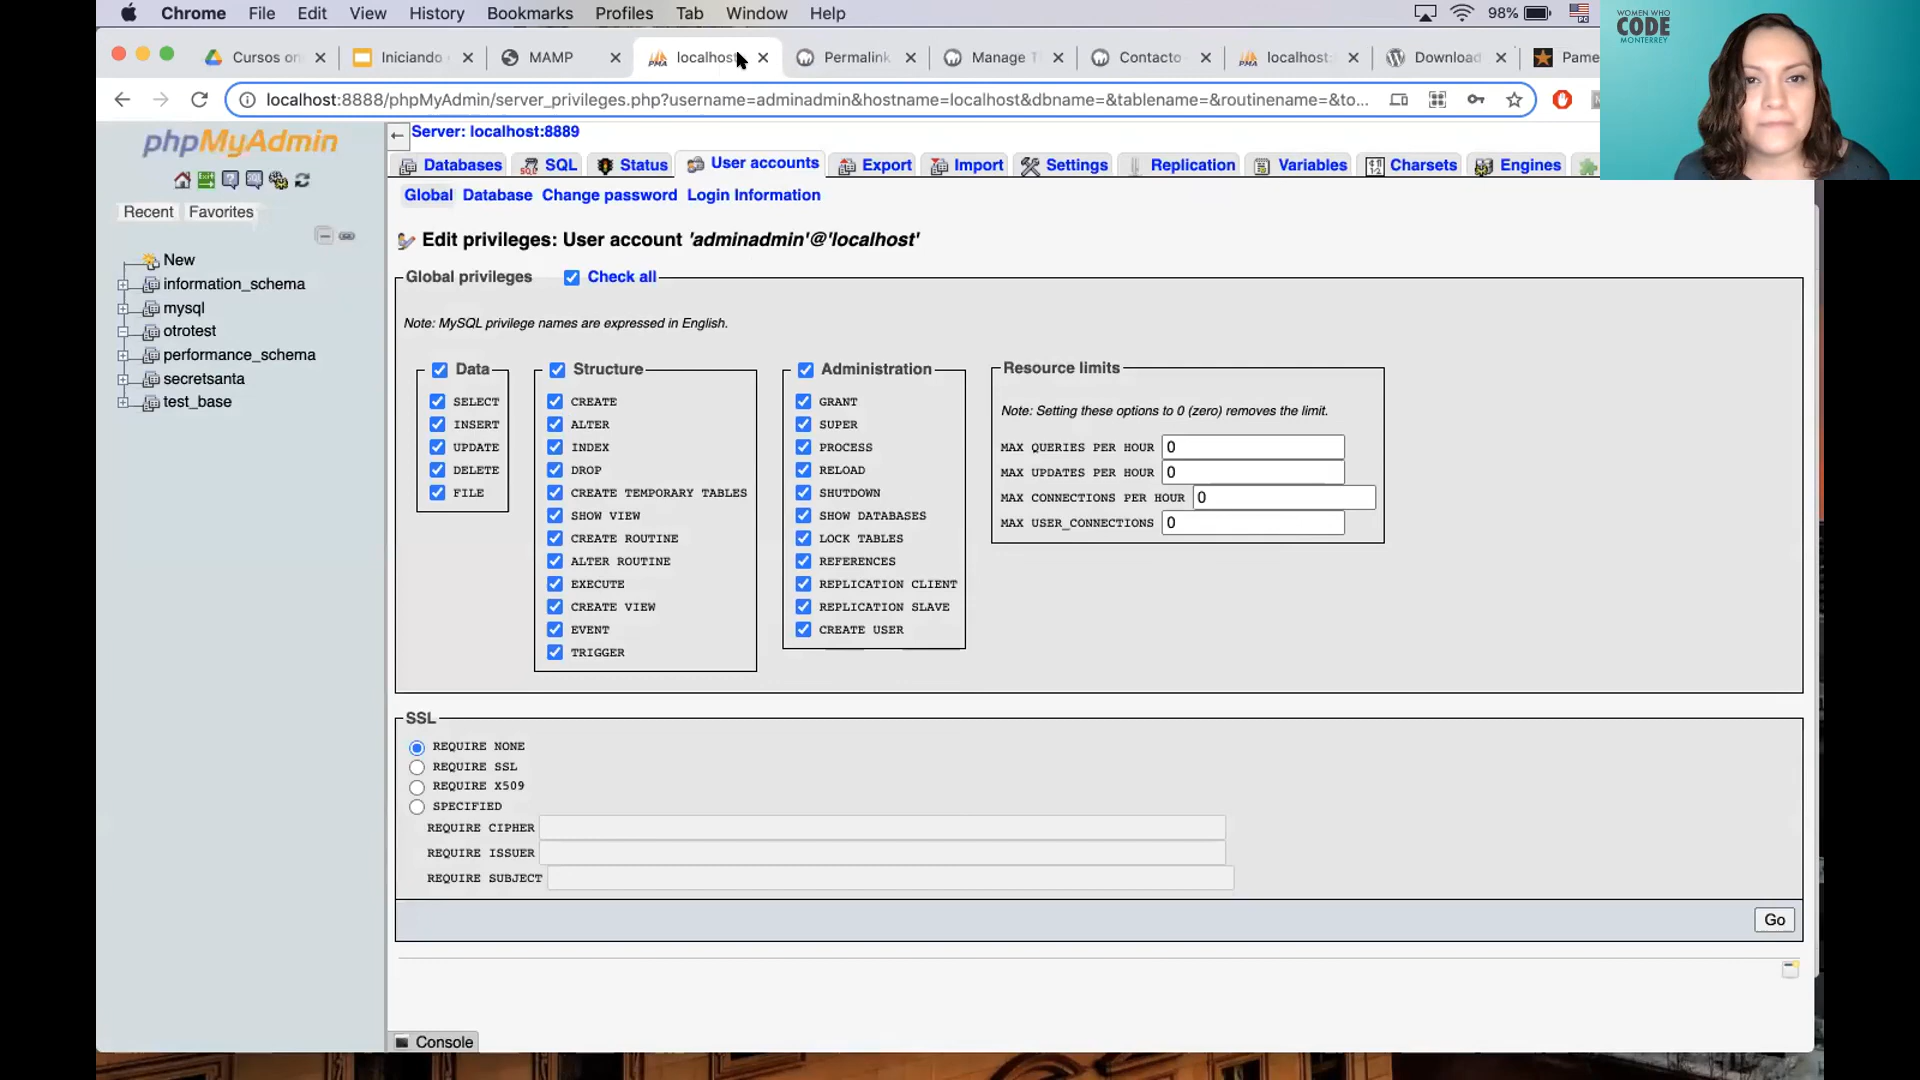 Chrome File Edit View History Bookmarks Profiles Tab Window Help 98%
WOMEN WHO
CODE
MONTERREY
Cursos on Iniciando MAMP localhost Permalink Manage T Contacto localhost: Download Pame
localhost:8888/phpMyAdmin/server_privileges.php?username=adminadmin&hostname=localhost&dbname=&tablename=&routinename=&to...
phpMyAdmin
Recent Favorites
New
information_schema
mysql
otrotest
performance_schema
secretsanta
test_base
Server: localhost:8889
Databases SQL Status User accounts Export Import Settings Replication Variables Charsets Engines
Global Database Change password Login Information
Edit privileges: User account 'adminadmin'@'localhost'
Global privileges Check all
Note: MySQL privilege names are expressed in English.
Data
SELECT
INSERT
UPDATE
DELETE
FILE
Structure
CREATE
ALTER
INDEX
DROP
CREATE TEMPORARY TABLES
SHOW VIEW
CREATE ROUTINE
ALTER ROUTINE
EXECUTE
CREATE VIEW
EVENT
TRIGGER
Administration
GRANT
SUPER
PROCESS
RELOAD
SHUTDOWN
SHOW DATABASES
LOCK TABLES
REFERENCES
REPLICATION CLIENT
REPLICATION SLAVE
CREATE USER
Resource limits
Note: Setting these options to 0 (zero) removes the limit.
MAX QUERIES PER HOUR 0
MAX UPDATES PER HOUR 0
MAX CONNECTIONS PER HOUR 0
MAX USER_CONNECTIONS 0
SSL
REQUIRE NONE
REQUIRE SSL
REQUIRE X509
SPECIFIED
REQUIRE CIPHER
REQUIRE ISSUER
REQUIRE SUBJECT
Go
Console